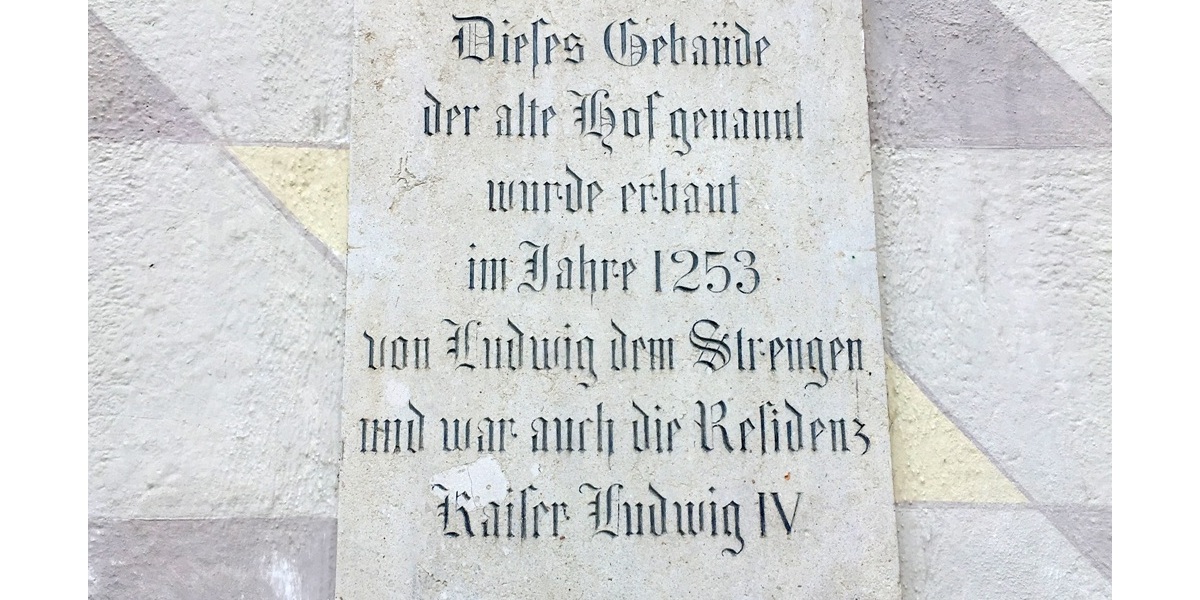 Dieses Gebäude
der alte Hof genannt
wurde erbaut
im Jahre 1253
von Ludwig dem Strengen
und war auch die Residenz
Kaiser Ludwig IV